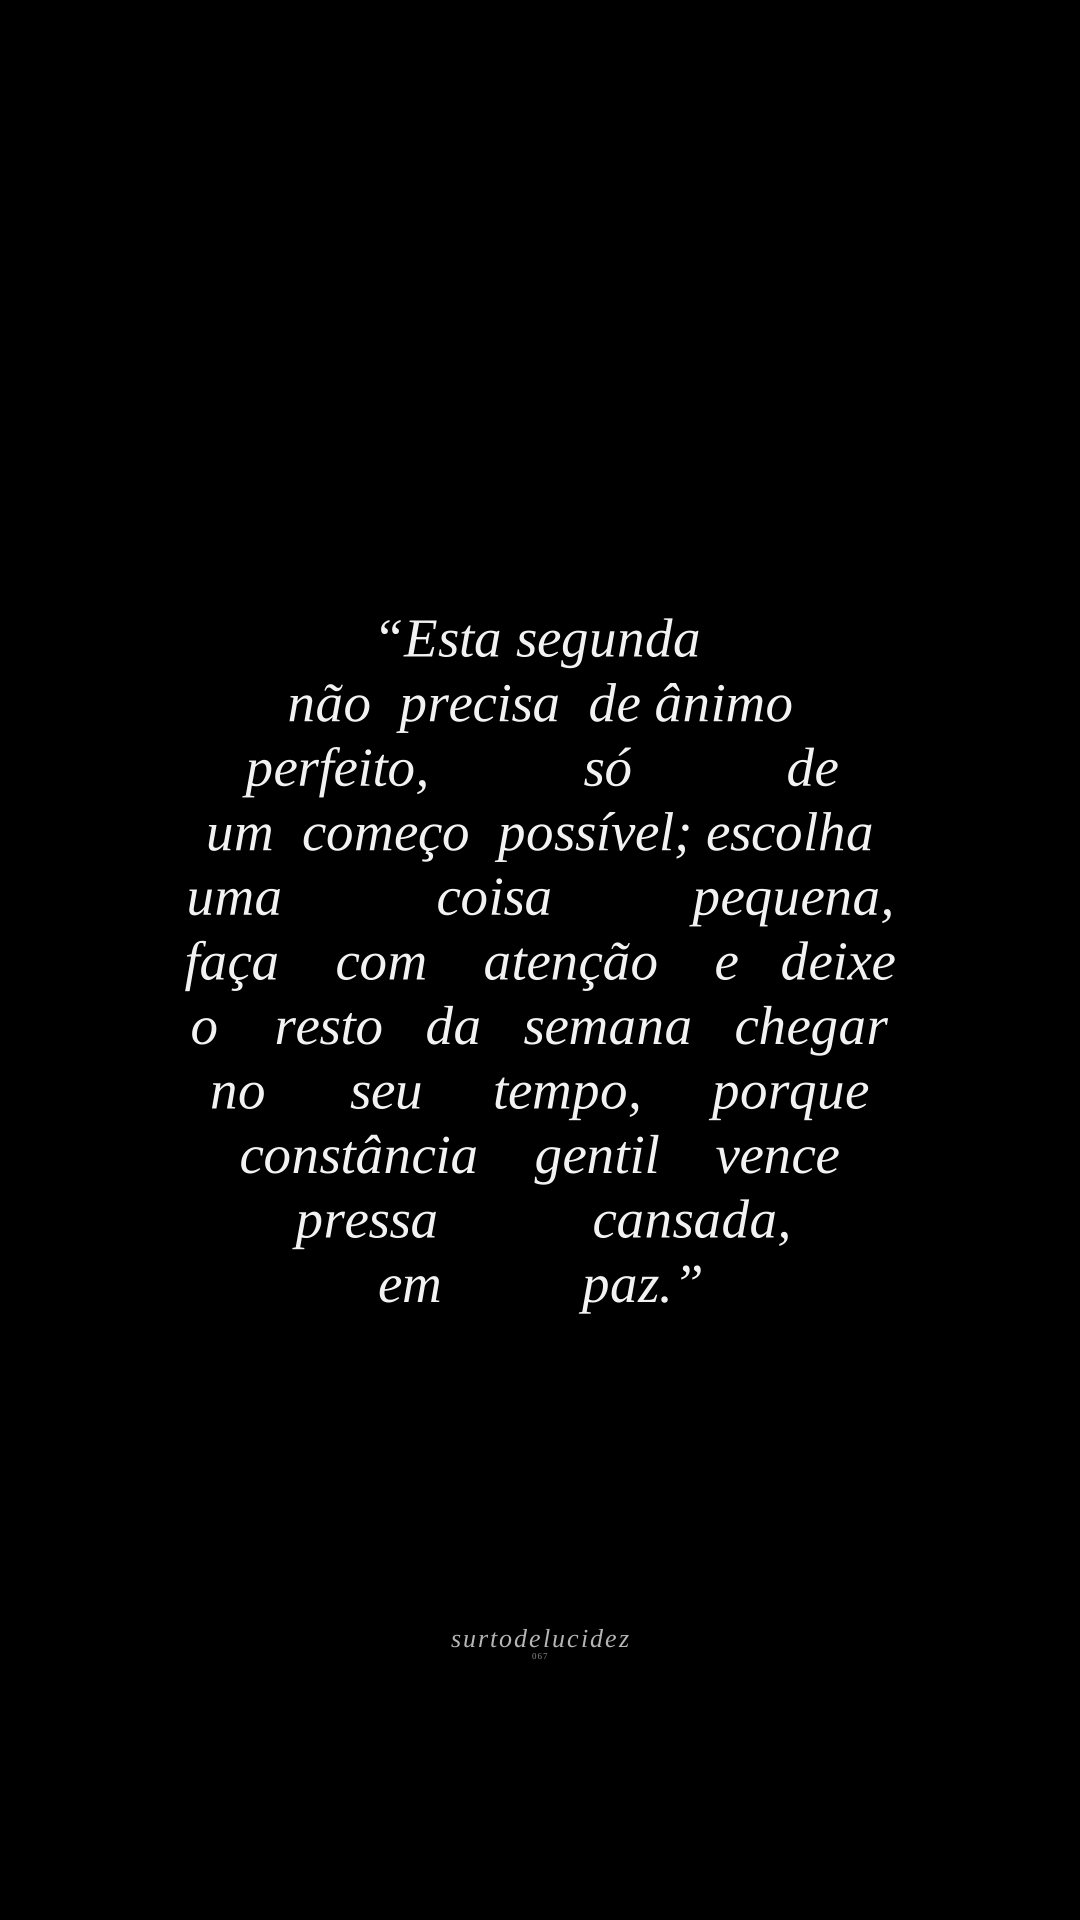 “Esta segunda
não precisa de ânimo
perfeito, só de
um começo possível; escolha
uma coisa pequena,
faça com atenção e deixe
o resto da semana chegar
no seu tempo, porque
constância gentil vence
pressa cansada,
em paz.”
surtodelucidez
067